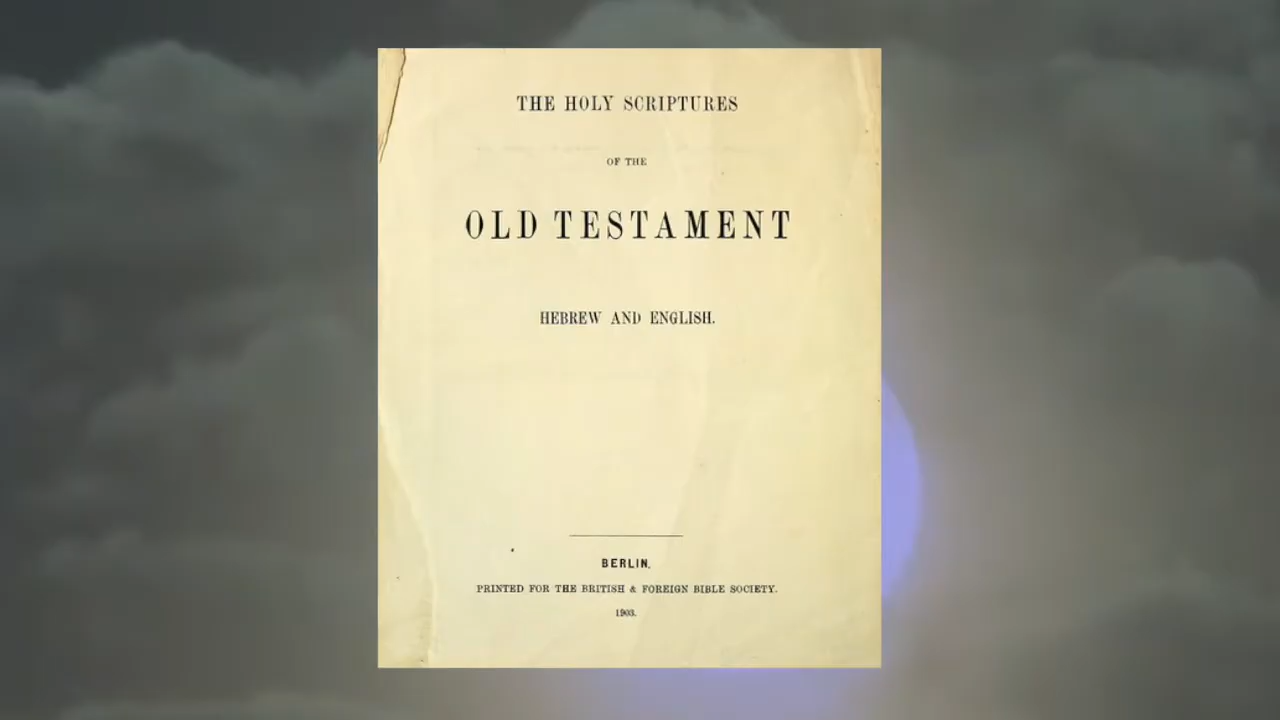 THE HOLY SCRIPTURES
OF THE
OLD TESTAMENT
HEBREW AND ENGLISH.
BERLIN.
PRINTED FOR THE BRITISH & FOREIGN BIBLE SOCIETY.
1903.